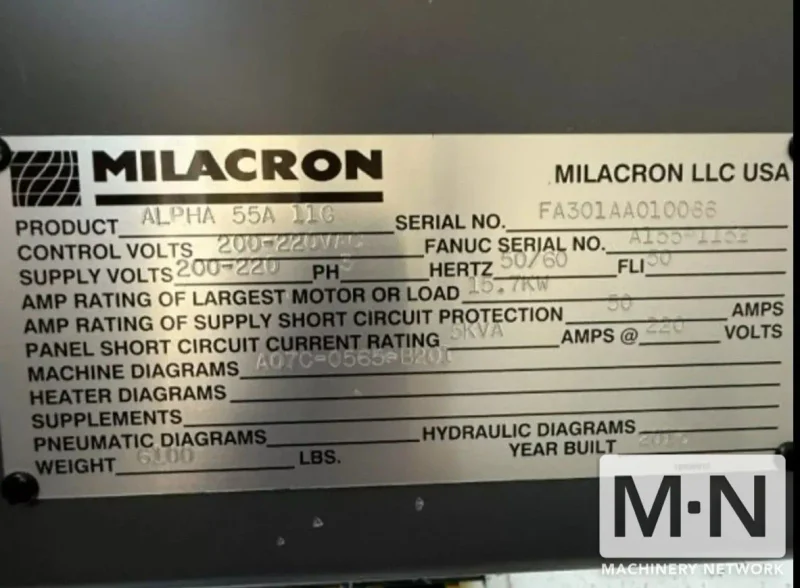 MILACRON
MILACRON LLC USA
PRODUCT ALPHA 55A 11G SERIAL NO. FA301AA010086
CONTROL VOLTS 200-220VAC FANUC SERIAL NO.
SUPPLY VOLTS 200-220 PH 3 HERTZ 50/60 FLI 50
AMP RATING OF LARGEST MOTOR OR LOAD 15.7KW
AMP RATING OF SUPPLY SHORT CIRCUIT PROTECTION 50 AMPS
PANEL SHORT CIRCUIT CURRENT RATING 5KVA AMPS @ 220 VOLTS
MACHINE DIAGRAMS
HEATER DIAGRAMS
SUPPLEMENTS
PNEUMATIC DIAGRAMS HYDRAULIC DIAGRAMS
WEIGHT 6100 LBS. YEAR BUILT
M·N
MACHINERY NETWORK